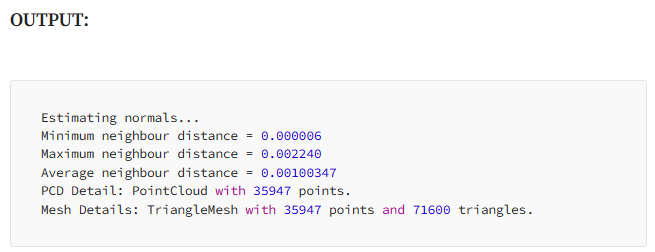 OUTPUT:
Estimating normals...
Minimum neighbour distance = 0.000006
Maximum neighbour distance = 0.002240
Average neighbour distance = 0.00100347
PCD Detail: PointCloud with 35947 points.
Mesh Details: TriangleMesh with 35947 points and 71600 triangles.